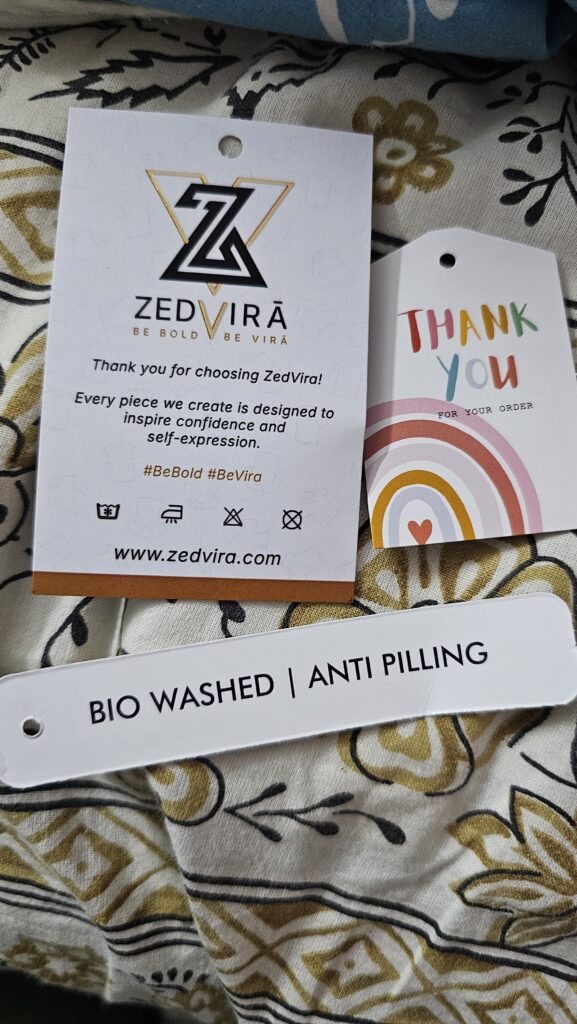 ZEDVIRĀ
BE BOLD BE VIRĀ
Thank you for choosing ZedVira!
Every piece we create is designed to
inspire confidence and
self-expression.
#BeBold #BeVira
www.zedvira.com
THANK
YOU
FOR YOUR ORDER
BIO WASHED | ANTI PILLING